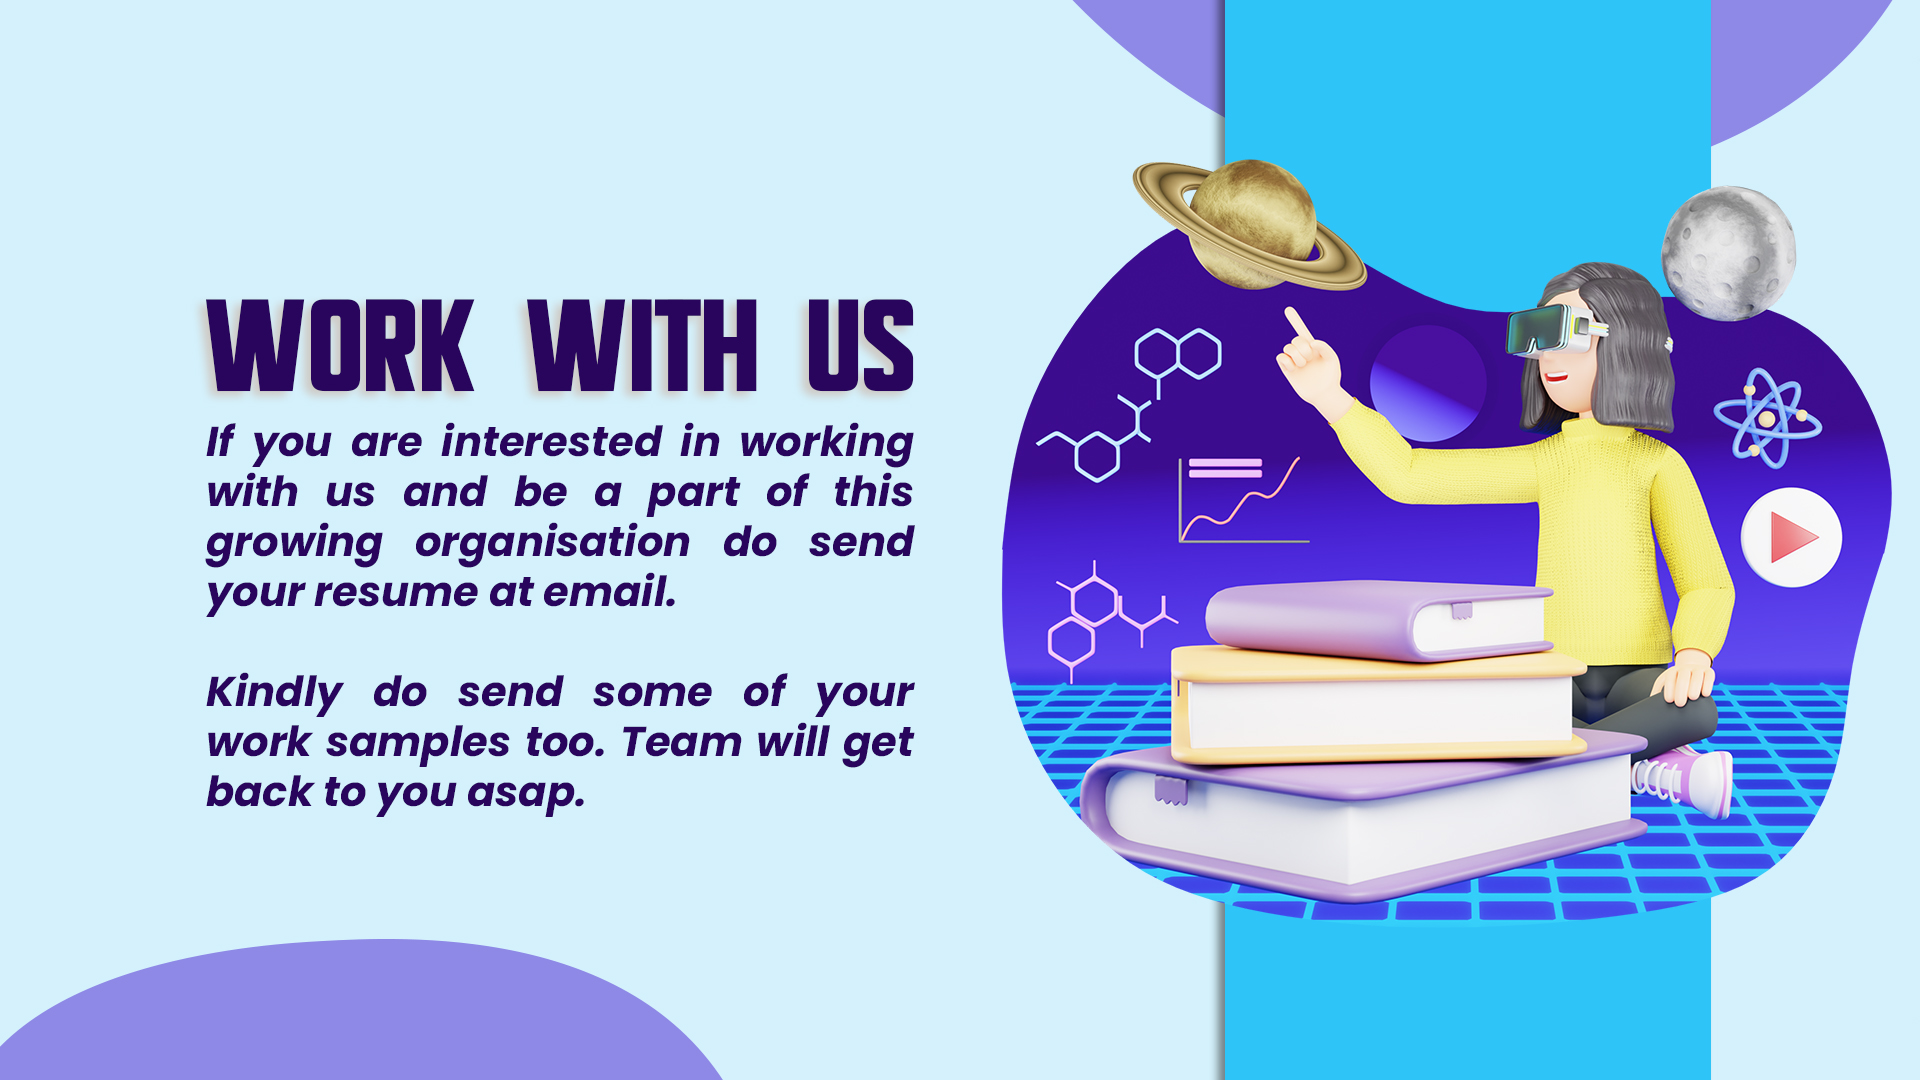 WORK WITH US
If you are interested in working
with us and be a part of this
growing organisation do send
your resume at email.
Kindly do send some of your
work samples too. Team will get
back to you asap.